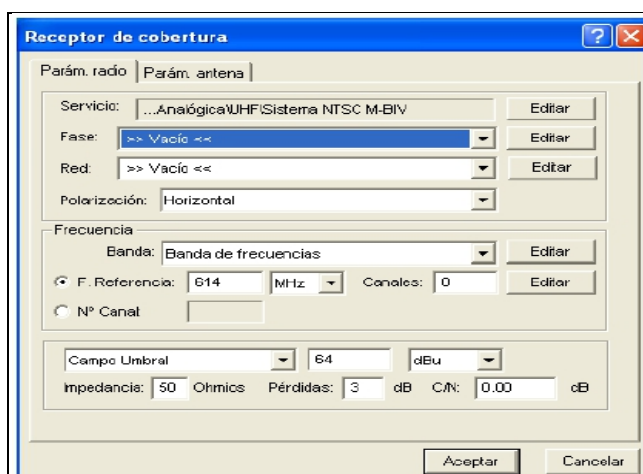 Receptor de cobertura
Parám. radio Parám. antena
Servicio: ...Analógica\UHF\Sistema NTSC M-BIV Editar
Fase: >> Vacío << Editar
Red: >> Vacío << Editar
Polarización: Horizontal
Frecuencia
Banda: Banda de frecuencias Editar
F. Referencia: 614 MHz Canales: 0 Editar
Nº Canal:
Campo Umbral 64 dBu
Impedancia: 50 Ohmios Pérdidas: 3 dB C/N: 0.00 dB
Aceptar Cancelar